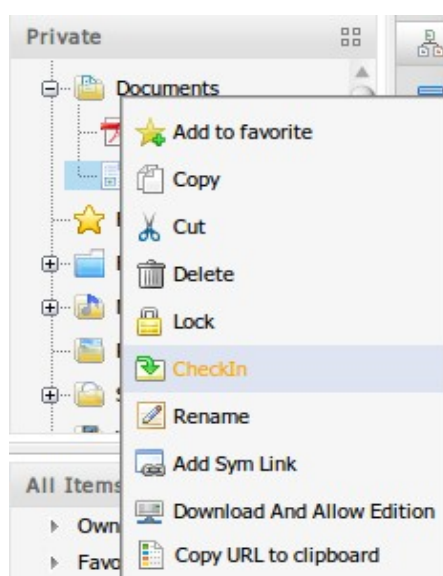 Private
Documents
Add to favorite
Copy
Cut
Delete
Lock
CheckIn
Rename
Add Sym Link
Download And Allow Edition
Copy URL to clipboard
All Items
Own
Favo